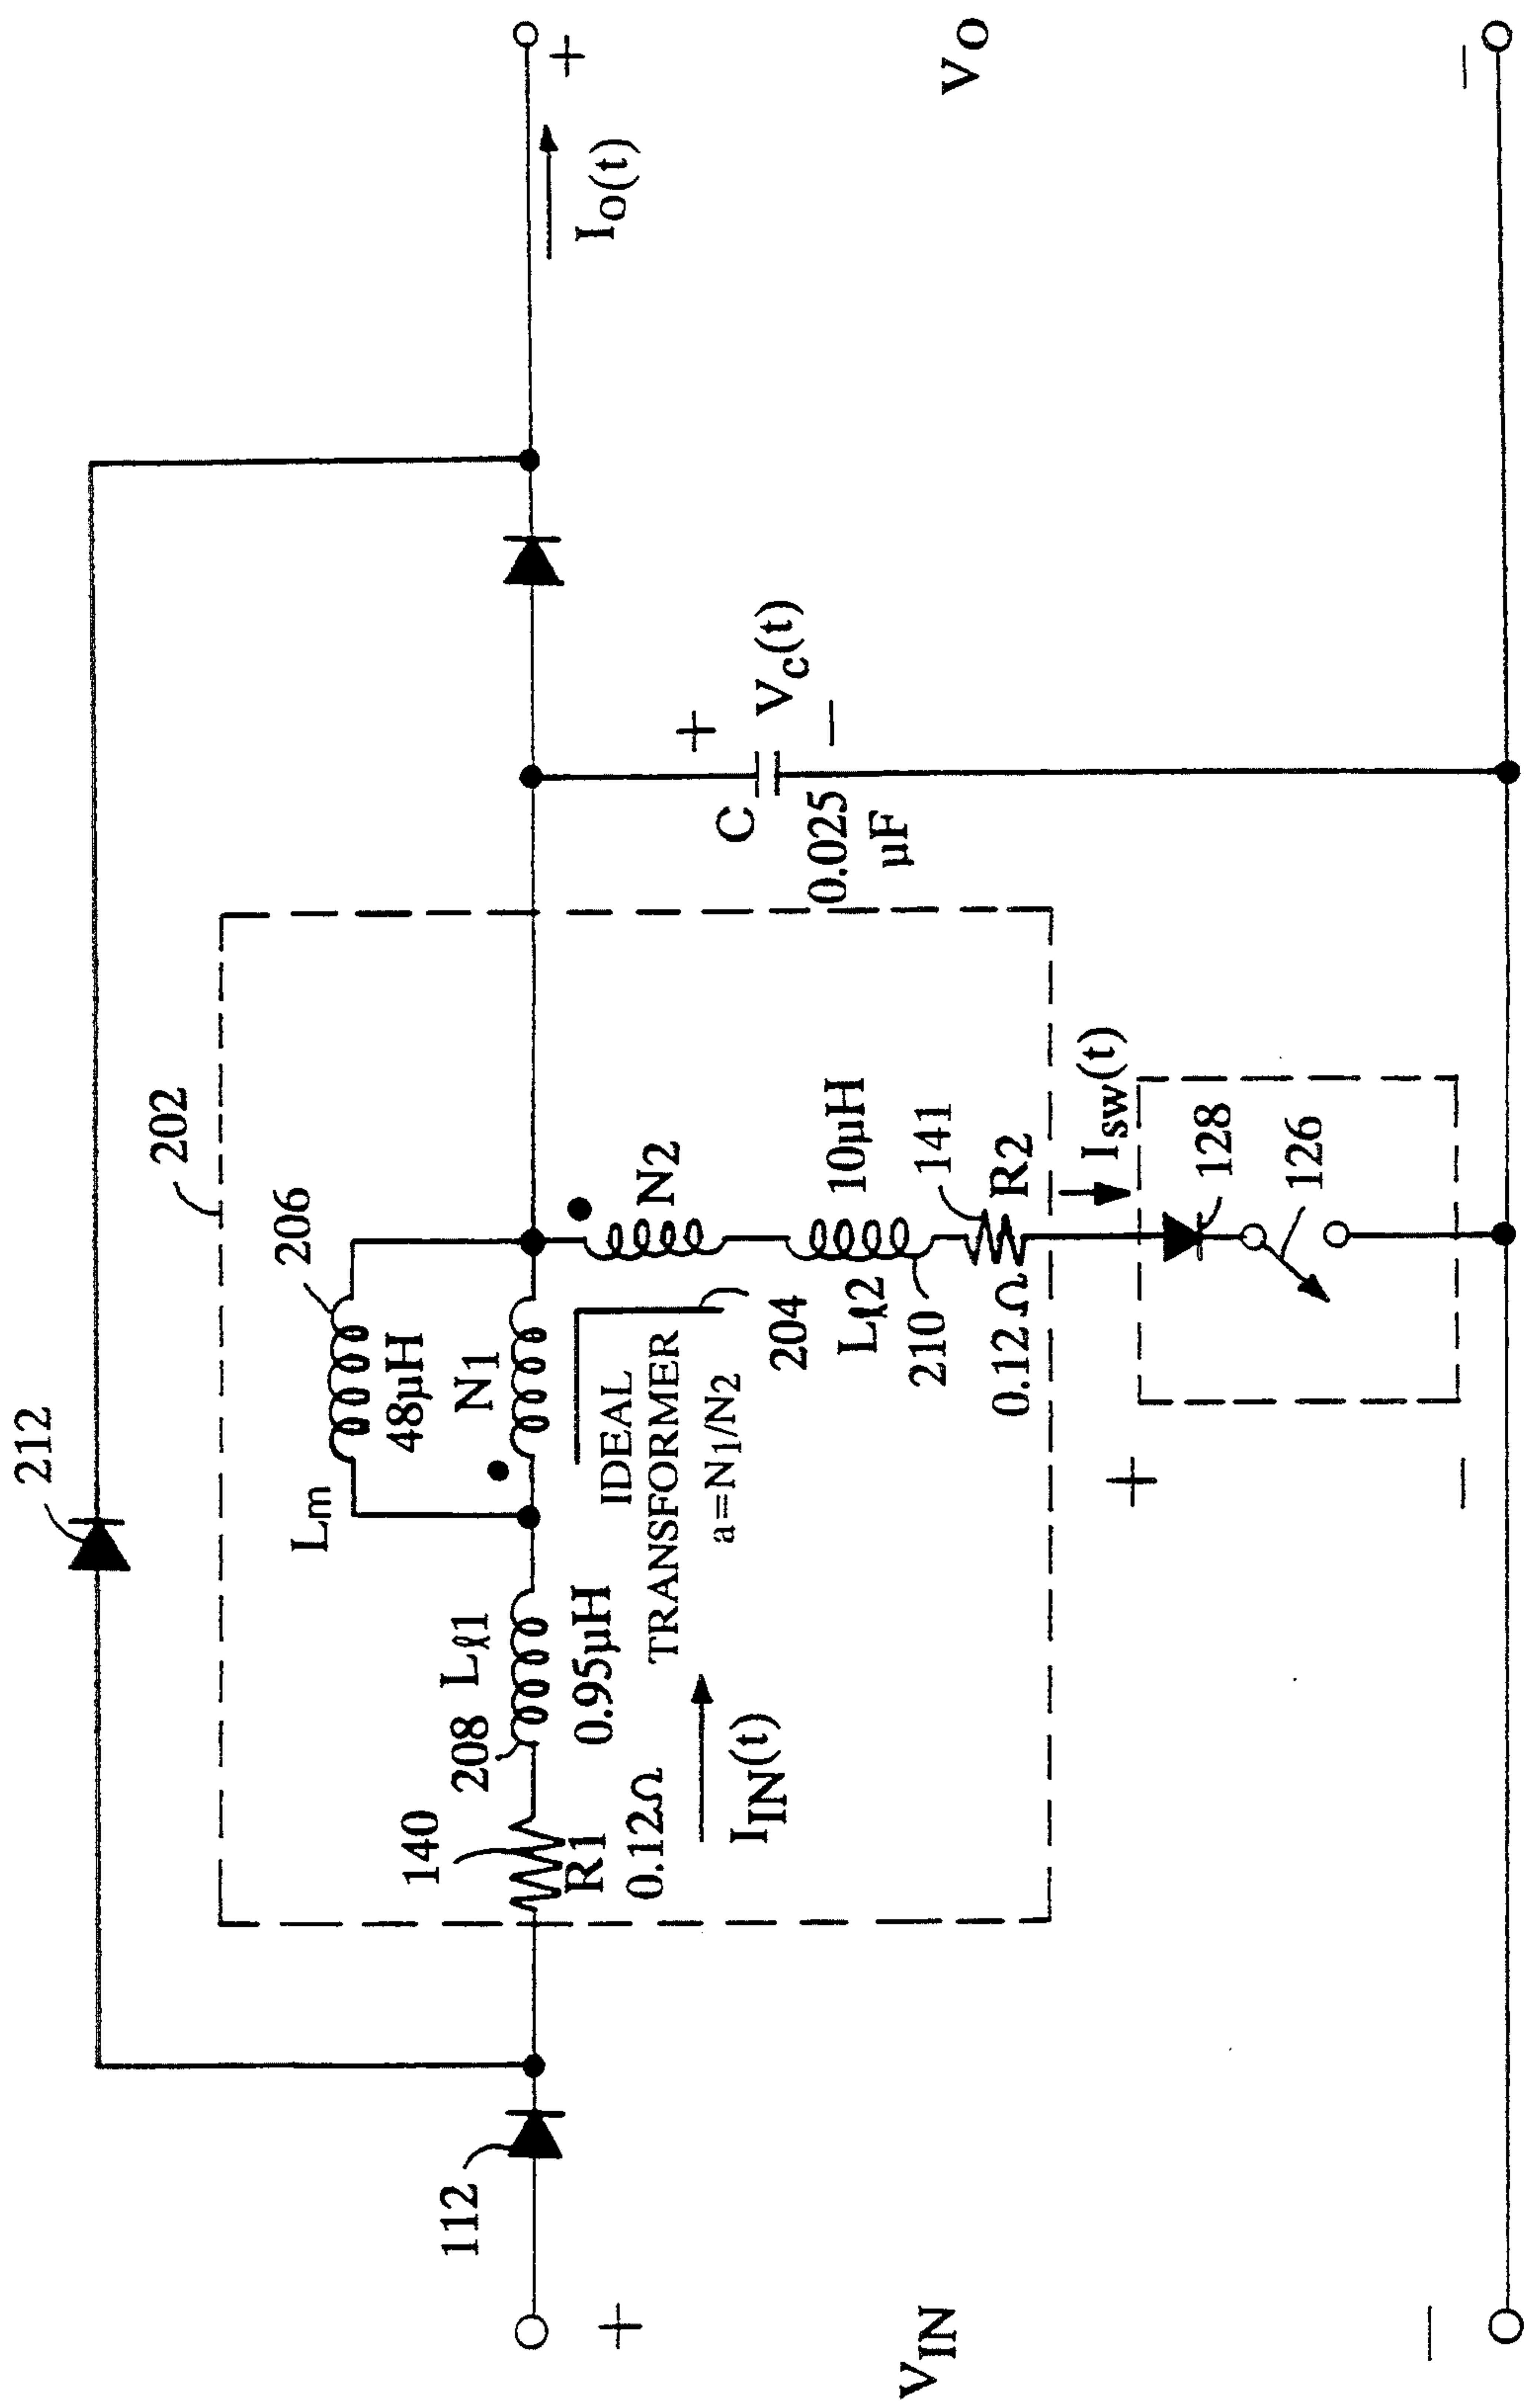 212
202
206
Lm
48µH
140
208 Lℓ1
N1
112
R1
0.12Ω
0.95µH
IDEAL
TRANSFORMER
a=N1/N2
N2
204
Lℓ2
10µH
210
141
0.12Ω
R2
IIN(t)
ISW(t)
128
126
+
−
C
0.025
µF
+
Vc(t)
−
IO(t)
+
VIN
−
+
VO
−